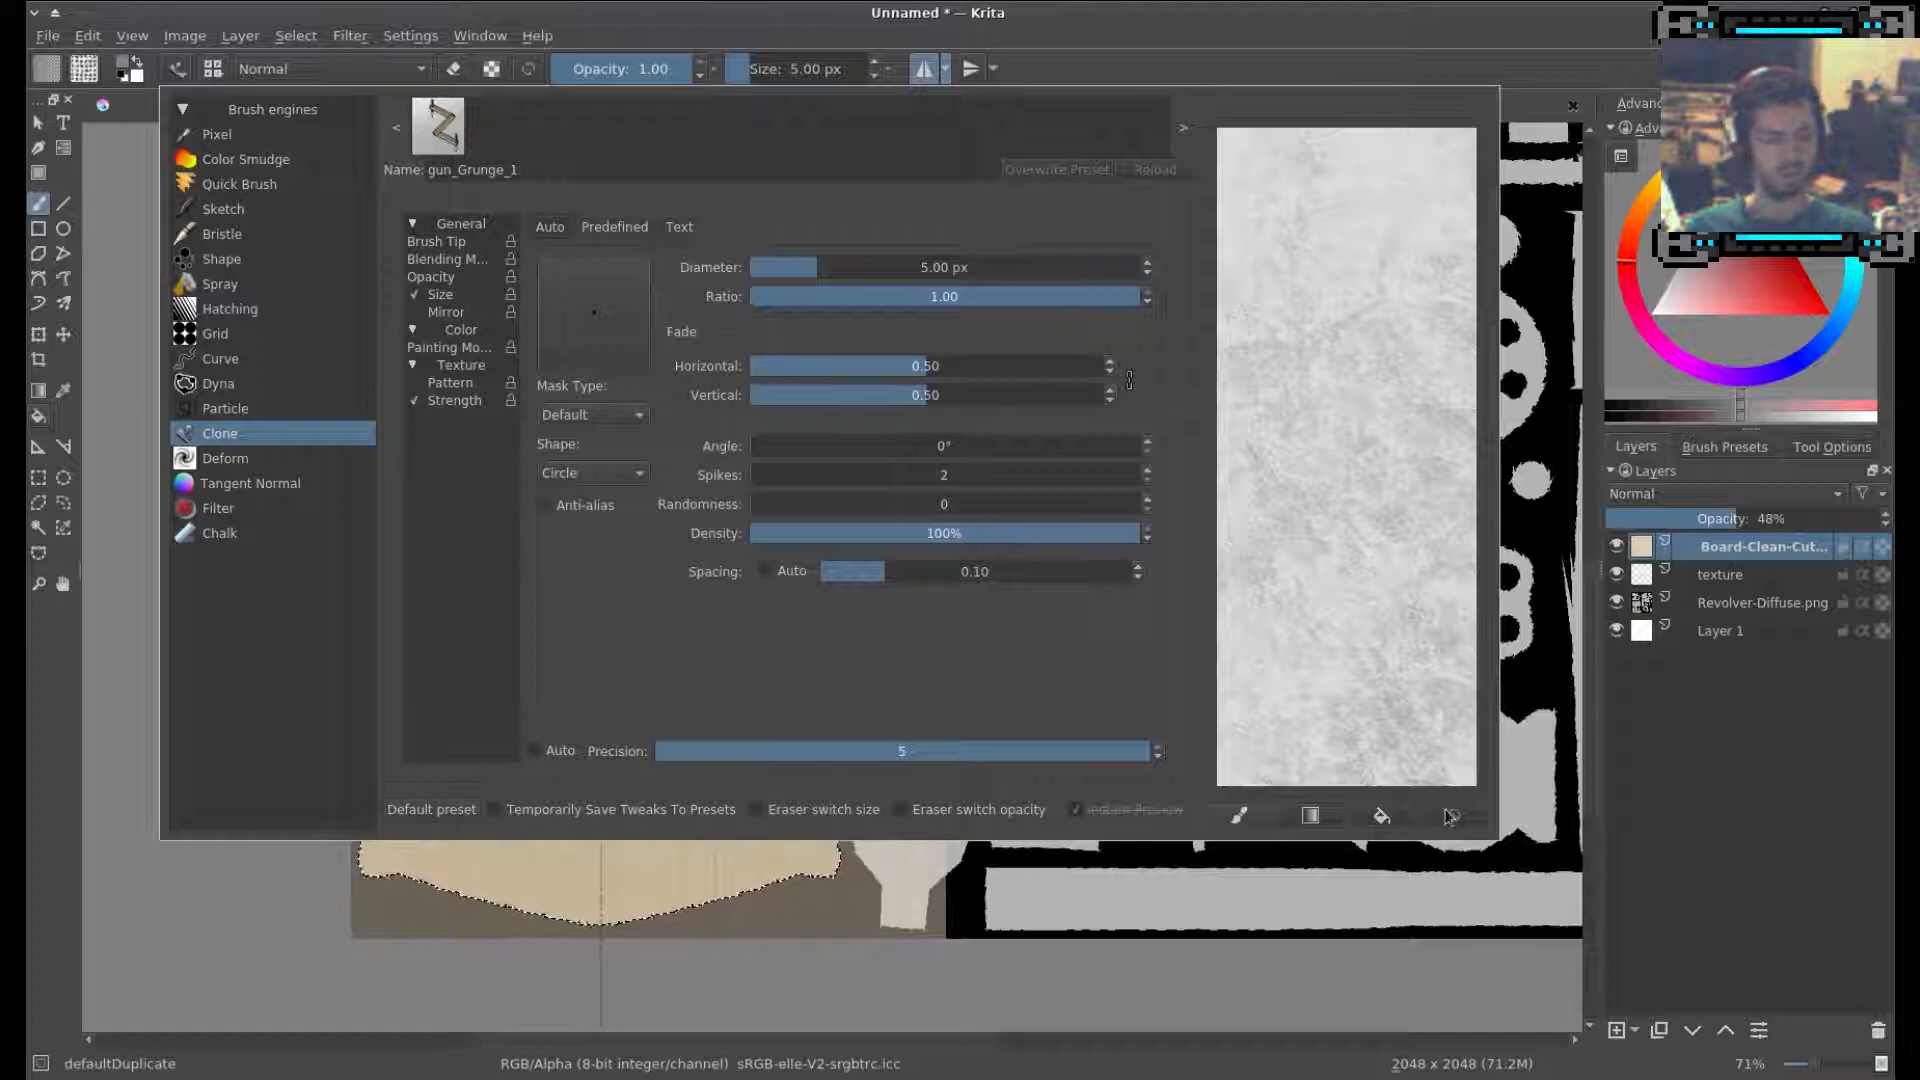 Unnamed * — Krita
File Edit View Image Layer Select Filter Settings Window Help
Normal Opacity: 1.00 Size: 5.00 px
Brush engines
Pixel
Color Smudge
Quick Brush
Sketch
Bristle
Shape
Spray
Hatching
Grid
Curve
Dyna
Particle
Clone
Deform
Tangent Normal
Filter
Chalk
< >
Name: gun_Grunge_1 Overwrite Preset Reload
General
Brush Tip
Blending M...
Opacity
Size
Mirror
Color
Painting Mo...
Texture
Pattern
Strength
Auto Predefined Text
Diameter: 5.00 px
Ratio: 1.00
Fade
Horizontal: 0.50
Vertical: 0.50
Mask Type:
Default
Shape:
Circle
Anti-alias
Angle: 0°
Spikes: 2
Randomness: 0
Density: 100%
Spacing: Auto 0.10
Auto Precision: 5
Default preset Temporarily Save Tweaks To Presets Eraser switch size Eraser switch opacity Instant Preview
Advanc
Adv
Layers Brush Presets Tool Options
Layers
Normal
Opacity: 48%
Board-Clean-Cut...
texture
Revolver-Diffuse.png
Layer 1
defaultDuplicate RGB/Alpha (8-bit integer/channel) sRGB-elle-V2-srgbtrc.icc 2048 x 2048 (71.2M) 71%